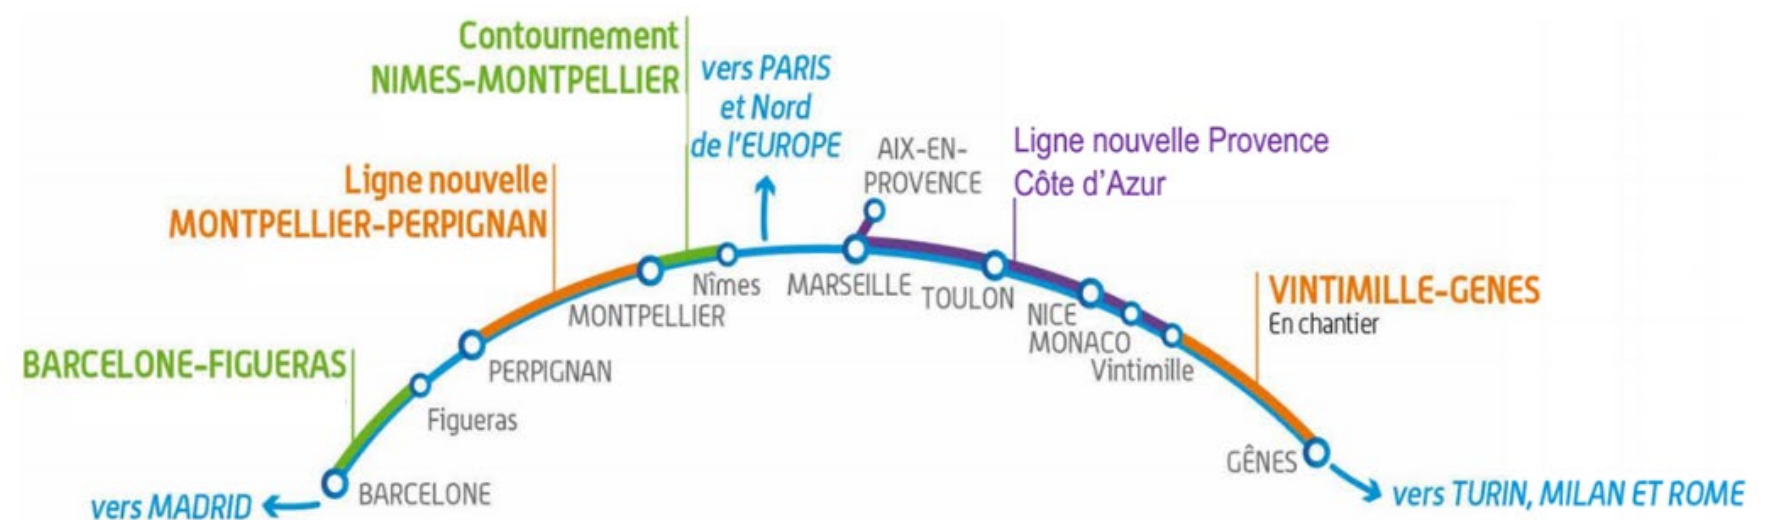 Contournement
NIMES-MONTPELLIER
vers PARIS
et Nord
de l'EUROPE
AIX-EN-
PROVENCE
Ligne nouvelle Provence
Côte d'Azur
Ligne nouvelle
MONTPELLIER-PERPIGNAN
Nîmes
MARSEILLE
TOULON
MONTPELLIER
NICE
MONACO
Vintimille
VINTIMILLE-GENES
En chantier
BARCELONE-FIGUERAS
PERPIGNAN
Figueras
GÊNES
BARCELONE
vers MADRID
vers TURIN, MILAN ET ROME